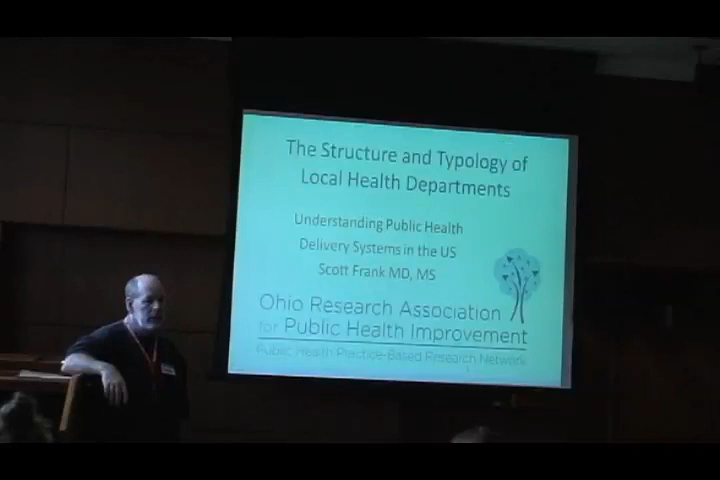 The Structure and Typology of
Local Health Departments
Understanding Public Health
Delivery Systems in the US
Scott Frank MD, MS
Ohio Research Association
for Public Health Improvement
Public Health Practice-Based Research Network